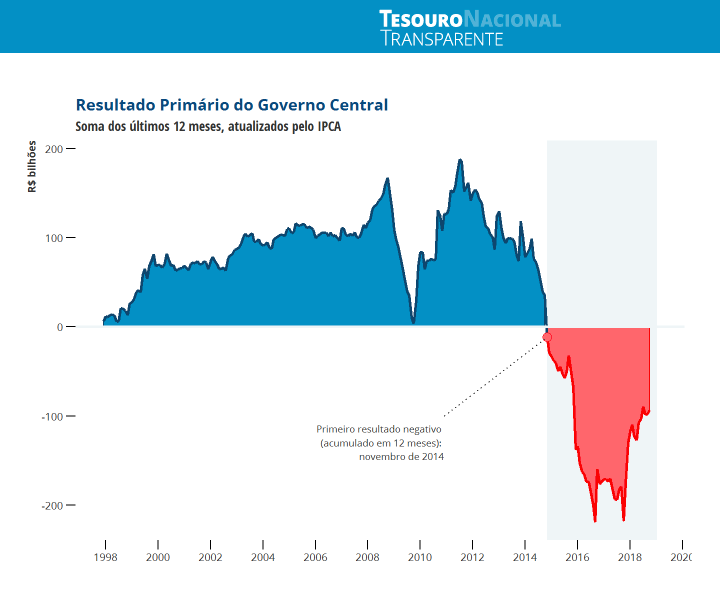 TESOURONACIONAL
TRANSPARENTE
Resultado Primário do Governo Central
Soma dos últimos 12 meses, atualizados pelo IPCA
R$ bilhões
200
100
0
-100
-200
Primeiro resultado negativo
(acumulado em 12 meses):
novembro de 2014
1998 2000 2002 2004 2006 2008 2010 2012 2014 2016 2018 2020